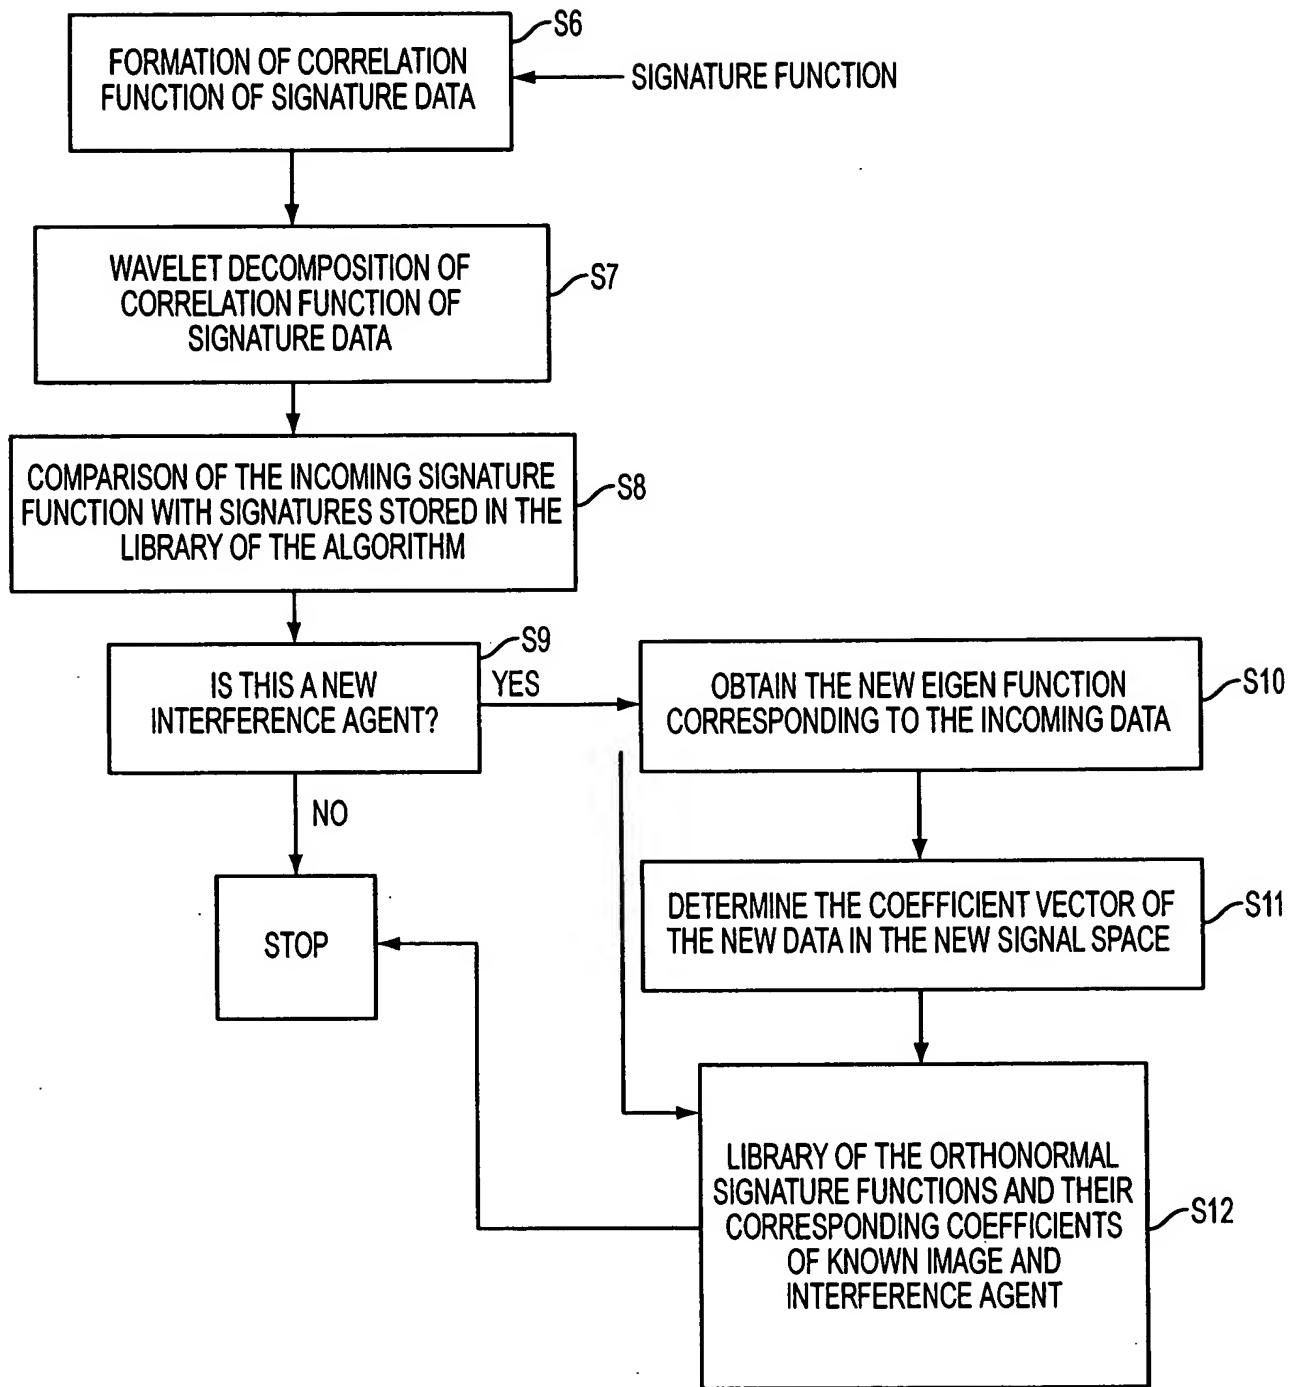 S6
FORMATION OF CORRELATION
FUNCTION OF SIGNATURE DATA
SIGNATURE FUNCTION
WAVELET DECOMPOSITION OF
CORRELATION FUNCTION OF
SIGNATURE DATA
S7
COMPARISON OF THE INCOMING SIGNATURE
FUNCTION WITH SIGNATURES STORED IN THE
LIBRARY OF THE ALGORITHM
S8
S9
IS THIS A NEW
INTERFERENCE AGENT?
YES
NO
STOP
OBTAIN THE NEW EIGEN FUNCTION
CORRESPONDING TO THE INCOMING DATA
S10
DETERMINE THE COEFFICIENT VECTOR OF
THE NEW DATA IN THE NEW SIGNAL SPACE
S11
LIBRARY OF THE ORTHONORMAL
SIGNATURE FUNCTIONS AND THEIR
CORRESPONDING COEFFICIENTS
OF KNOWN IMAGE AND
INTERFERENCE AGENT
S12